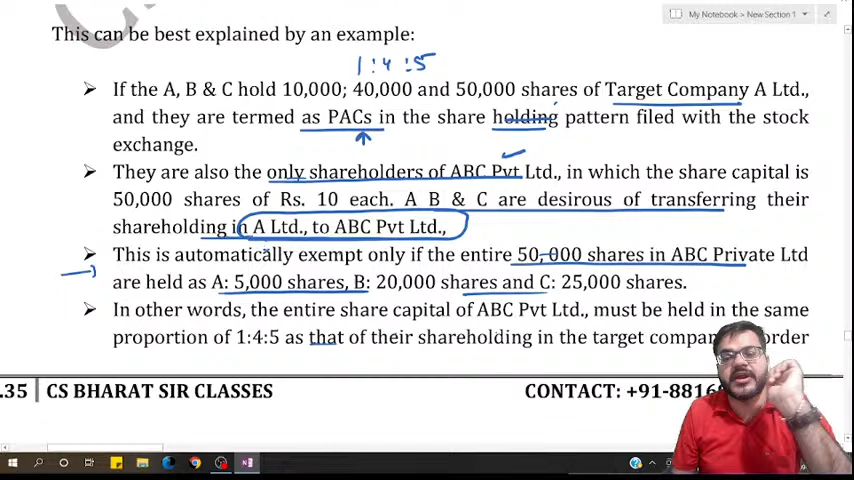 My Notebook > New Section 1
This can be best explained by an example:
1:4:5
➤ If the A, B & C hold 10,000; 40,000 and 50,000 shares of Target Company A Ltd.,
and they are termed as PACs in the share holding pattern filed with the stock
exchange.
➤ They are also the only shareholders of ABC Pvt Ltd., in which the share capital is
50,000 shares of Rs. 10 each. A B & C are desirous of transferring their
shareholding in A Ltd., to ABC Pvt Ltd.,
➤ This is automatically exempt only if the entire 50,000 shares in ABC Private Ltd
are held as A: 5,000 shares, B: 20,000 shares and C: 25,000 shares.
➤ In other words, the entire share capital of ABC Pvt Ltd., must be held in the same
proportion of 1:4:5 as that of their shareholding in the target order
.35 | CS BHARAT SIR CLASSES CONTACT: +91-8816